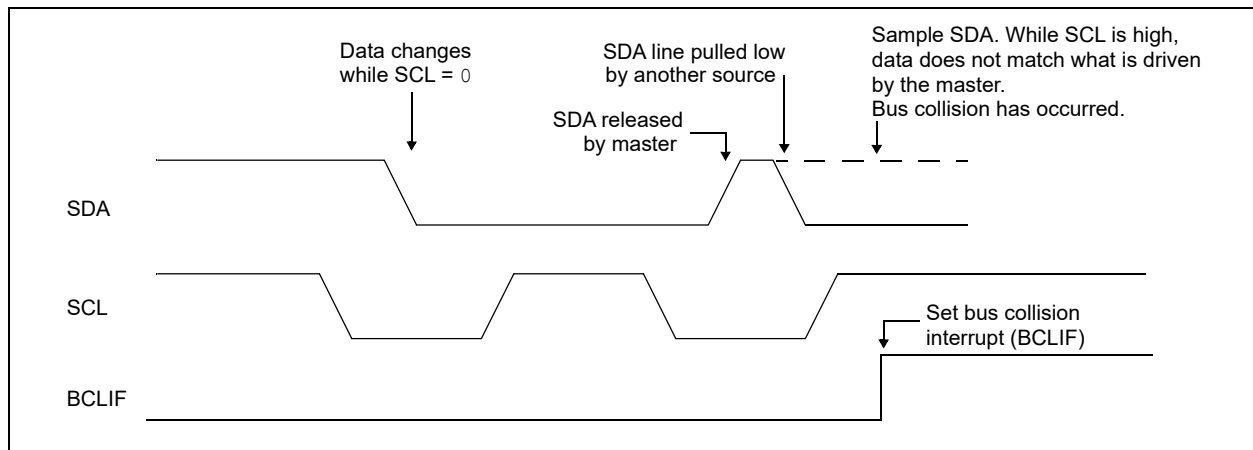 Data changes
while SCL = 0
SDA line pulled low
by another source
Sample SDA. While SCL is high,
data does not match what is driven
by the master.
Bus collision has occurred.
SDA released
by master
SDA
SCL
Set bus collision
interrupt (BCLIF)
BCLIF